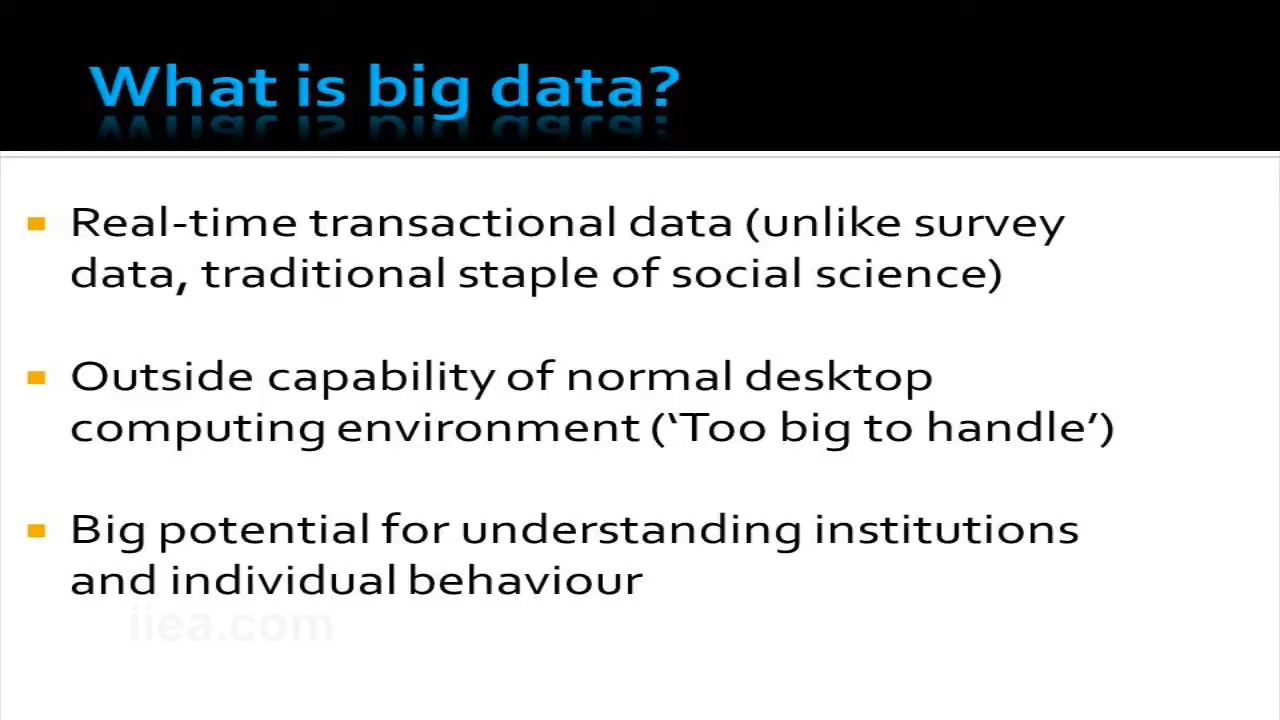 What is big data?
Real-time transactional data (unlike survey
data, traditional staple of social science)
Outside capability of normal desktop
computing environment (‘Too big to handle’)
Big potential for understanding institutions
and individual behaviour
iiea.com